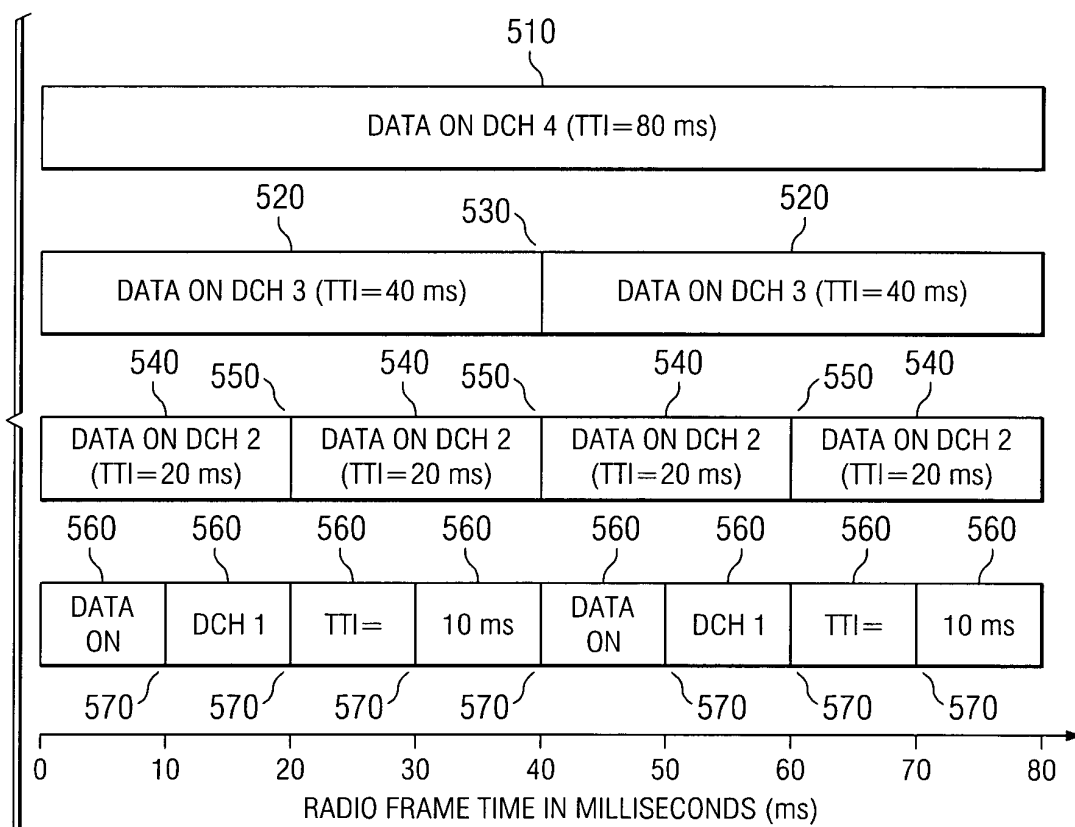 510
DATA ON DCH 4 (TTI=80 ms)
520 530 520
DATA ON DCH 3 (TTI=40 ms) DATA ON DCH 3 (TTI=40 ms)
540 550 540 550 540 550 540
DATA ON DCH 2 DATA ON DCH 2 DATA ON DCH 2 DATA ON DCH 2
(TTI=20 ms) (TTI=20 ms) (TTI=20 ms) (TTI=20 ms)
560 560 560 560 560 560 560 560
DATA ON DCH 1 TTI= 10 ms DATA ON DCH 1 TTI= 10 ms
570 570 570 570 570 570 570
0 10 20 30 40 50 60 70 80
RADIO FRAME TIME IN MILLISECONDS (ms)